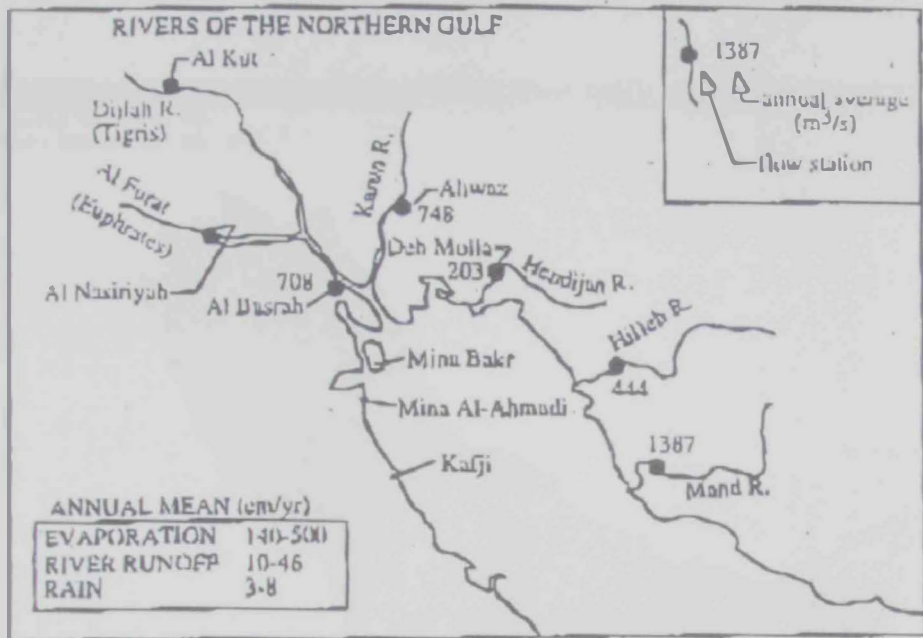 RIVERS OF THE NORTHERN GULF
Al Kut
Dijlah R.
(Tigris)
Al Furat
(Euphrates)
Al Nasiriyah
708
Al Basrah
Karun R.
Ahwaz
748
Deh Molla
203
Hendijan R.
Hilleh R.
444
1387
Mand R.
Mina Bakr
Mina Al-Ahmadi
Kafji
1387
annual average
(m³/s)
flow station
ANNUAL MEAN (cm/yr)
EVAPORATION 140-500
RIVER RUNOFF 10-46
RAIN 3-8